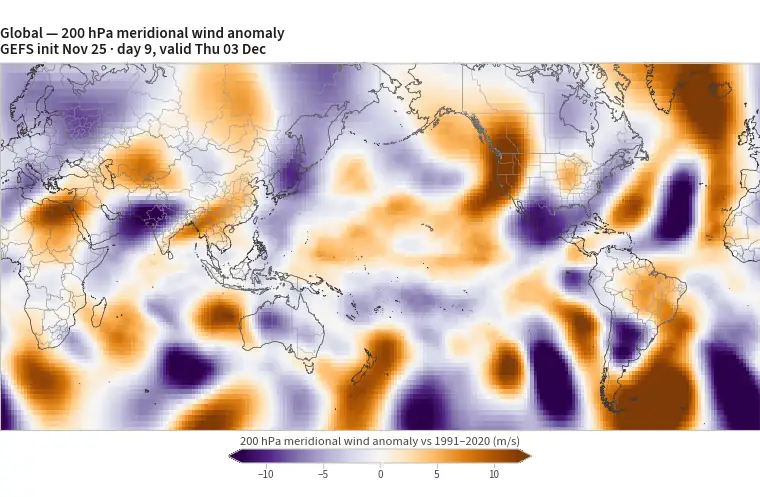 Global — 200 hPa meridional wind anomaly
GEFS init Nov 25 · day 9, valid Thu 03 Dec
200 hPa meridional wind anomaly vs 1991–2020 (m/s)
−10 −5 0 5 10